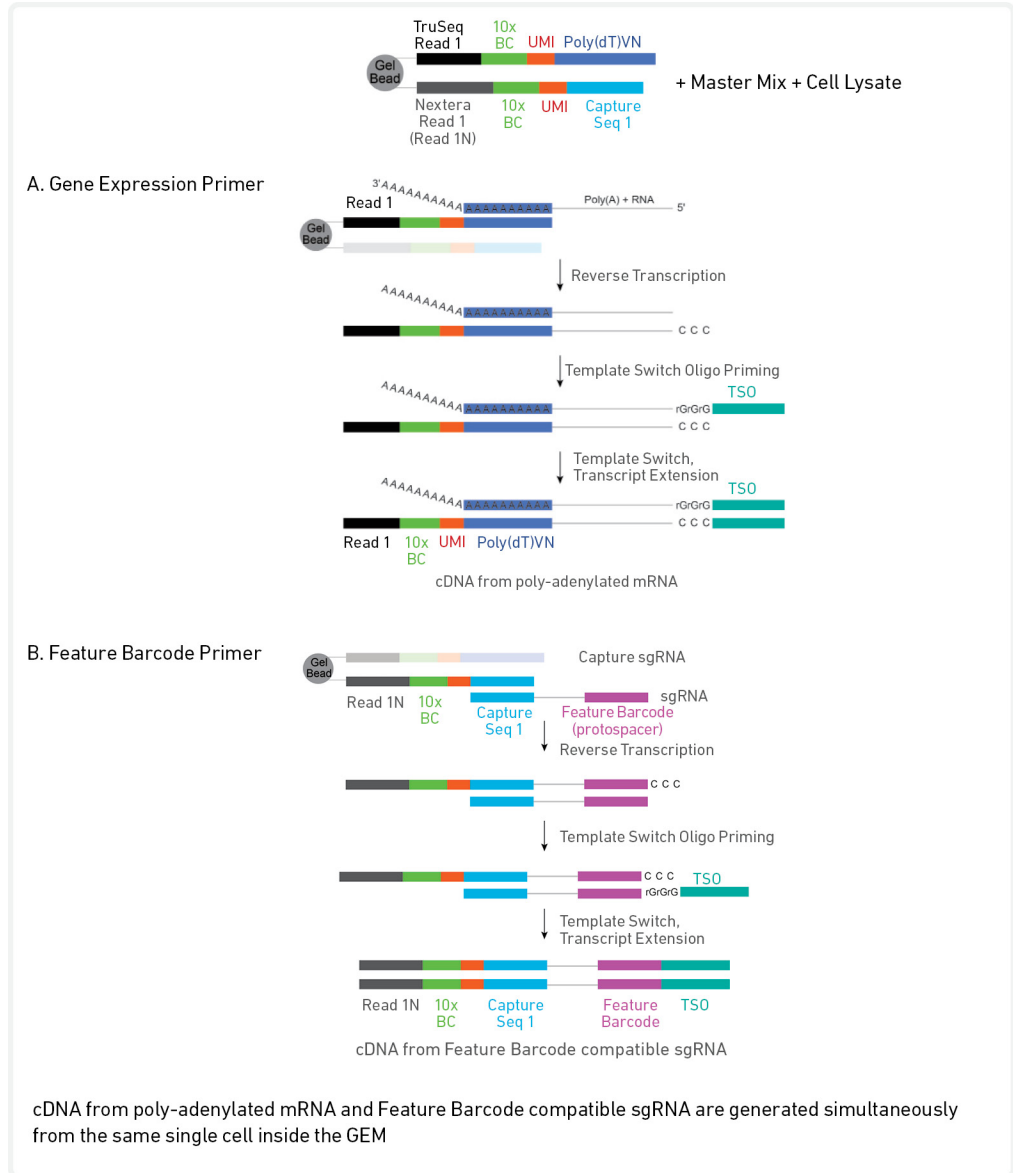 TruSeq
Read 1
10x
BC
UMI
Poly(dT)VN
Gel
Bead
+ Master Mix + Cell Lysate
Nextera
Read 1
(Read 1N)
10x
BC
UMI
Capture
Seq 1
A. Gene Expression Primer
3'AAAAAAAAAA
AAAAAAAAAA
Poly(A) + RNA
5'
Read 1
Gel
Bead
Reverse Transcription
AAAAAAAAAA
AAAAAAAAAA
C C C
Template Switch Oligo Priming
TSO
AAAAAAAAAA
AAAAAAAAAA
rGrGrG
C C C
Template Switch,
Transcript Extension
TSO
AAAAAAAAAA
AAAAAAAAAA
rGrGrG
C C C
Read 1
10x
BC
UMI
Poly(dT)VN
cDNA from poly-adenylated mRNA
B. Feature Barcode Primer
Gel
Bead
Capture sgRNA
Read 1N
10x
BC
Capture
Seq 1
sgRNA
Feature Barcode
(protospacer)
Reverse Transcription
C C C
Template Switch Oligo Priming
C C C
TSO
rGrGrG
Template Switch,
Transcript Extension
Read 1N
10x
BC
Capture
Seq 1
Feature
Barcode
TSO
cDNA from Feature Barcode compatible sgRNA
cDNA from poly-adenylated mRNA and Feature Barcode compatible sgRNA are generated simultaneously
from the same single cell inside the GEM